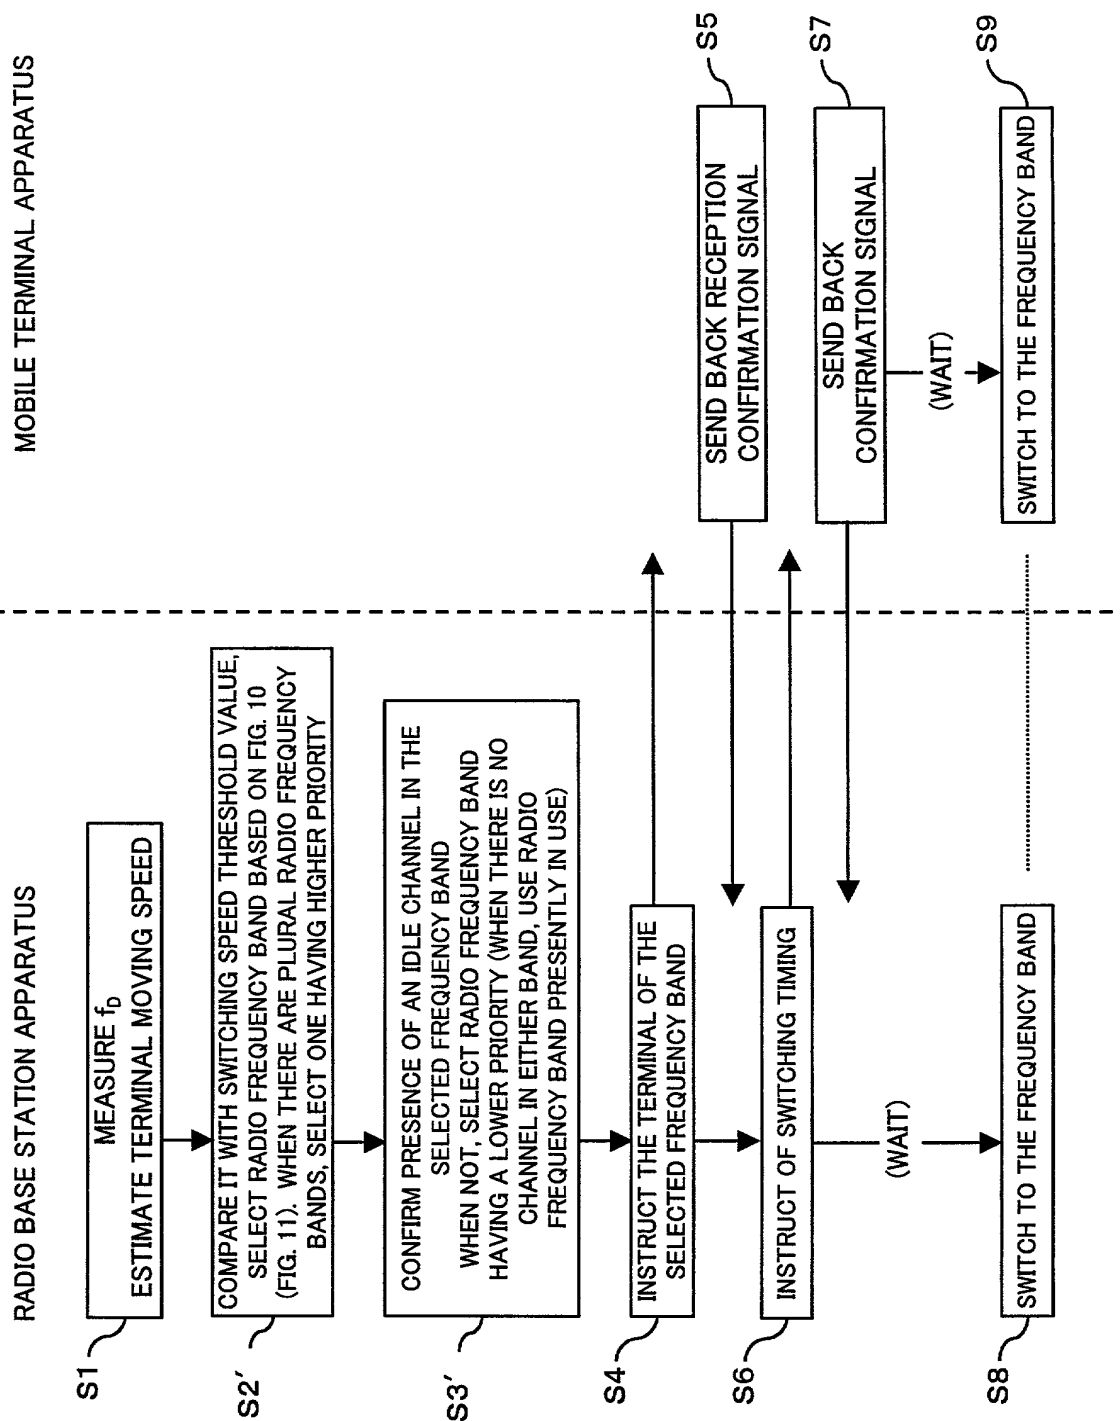 RADIO BASE STATION APPARATUS
MOBILE TERMINAL APPARATUS
S1
MEASURE fD
ESTIMATE TERMINAL MOVING SPEED
S2'
COMPARE IT WITH SWITCHING SPEED THRESHOLD VALUE,
SELECT RADIO FREQUENCY BAND BASED ON FIG. 10
(FIG. 11). WHEN THERE ARE PLURAL RADIO FREQUENCY
BANDS, SELECT ONE HAVING HIGHER PRIORITY
S3'
CONFIRM PRESENCE OF AN IDLE CHANNEL IN THE
SELECTED FREQUENCY BAND
WHEN NOT, SELECT RADIO FREQUENCY BAND
HAVING A LOWER PRIORITY (WHEN THERE IS NO
CHANNEL IN EITHER BAND, USE RADIO
FREQUENCY BAND PRESENTLY IN USE)
S4
INSTRUCT THE TERMINAL OF THE
SELECTED FREQUENCY BAND
SEND BACK RECEPTION
CONFIRMATION SIGNAL
S5
S6
INSTRUCT OF SWITCHING TIMING
SEND BACK
CONFIRMATION SIGNAL
S7
(WAIT)
(WAIT)
S8
SWITCH TO THE FREQUENCY BAND
SWITCH TO THE FREQUENCY BAND
S9